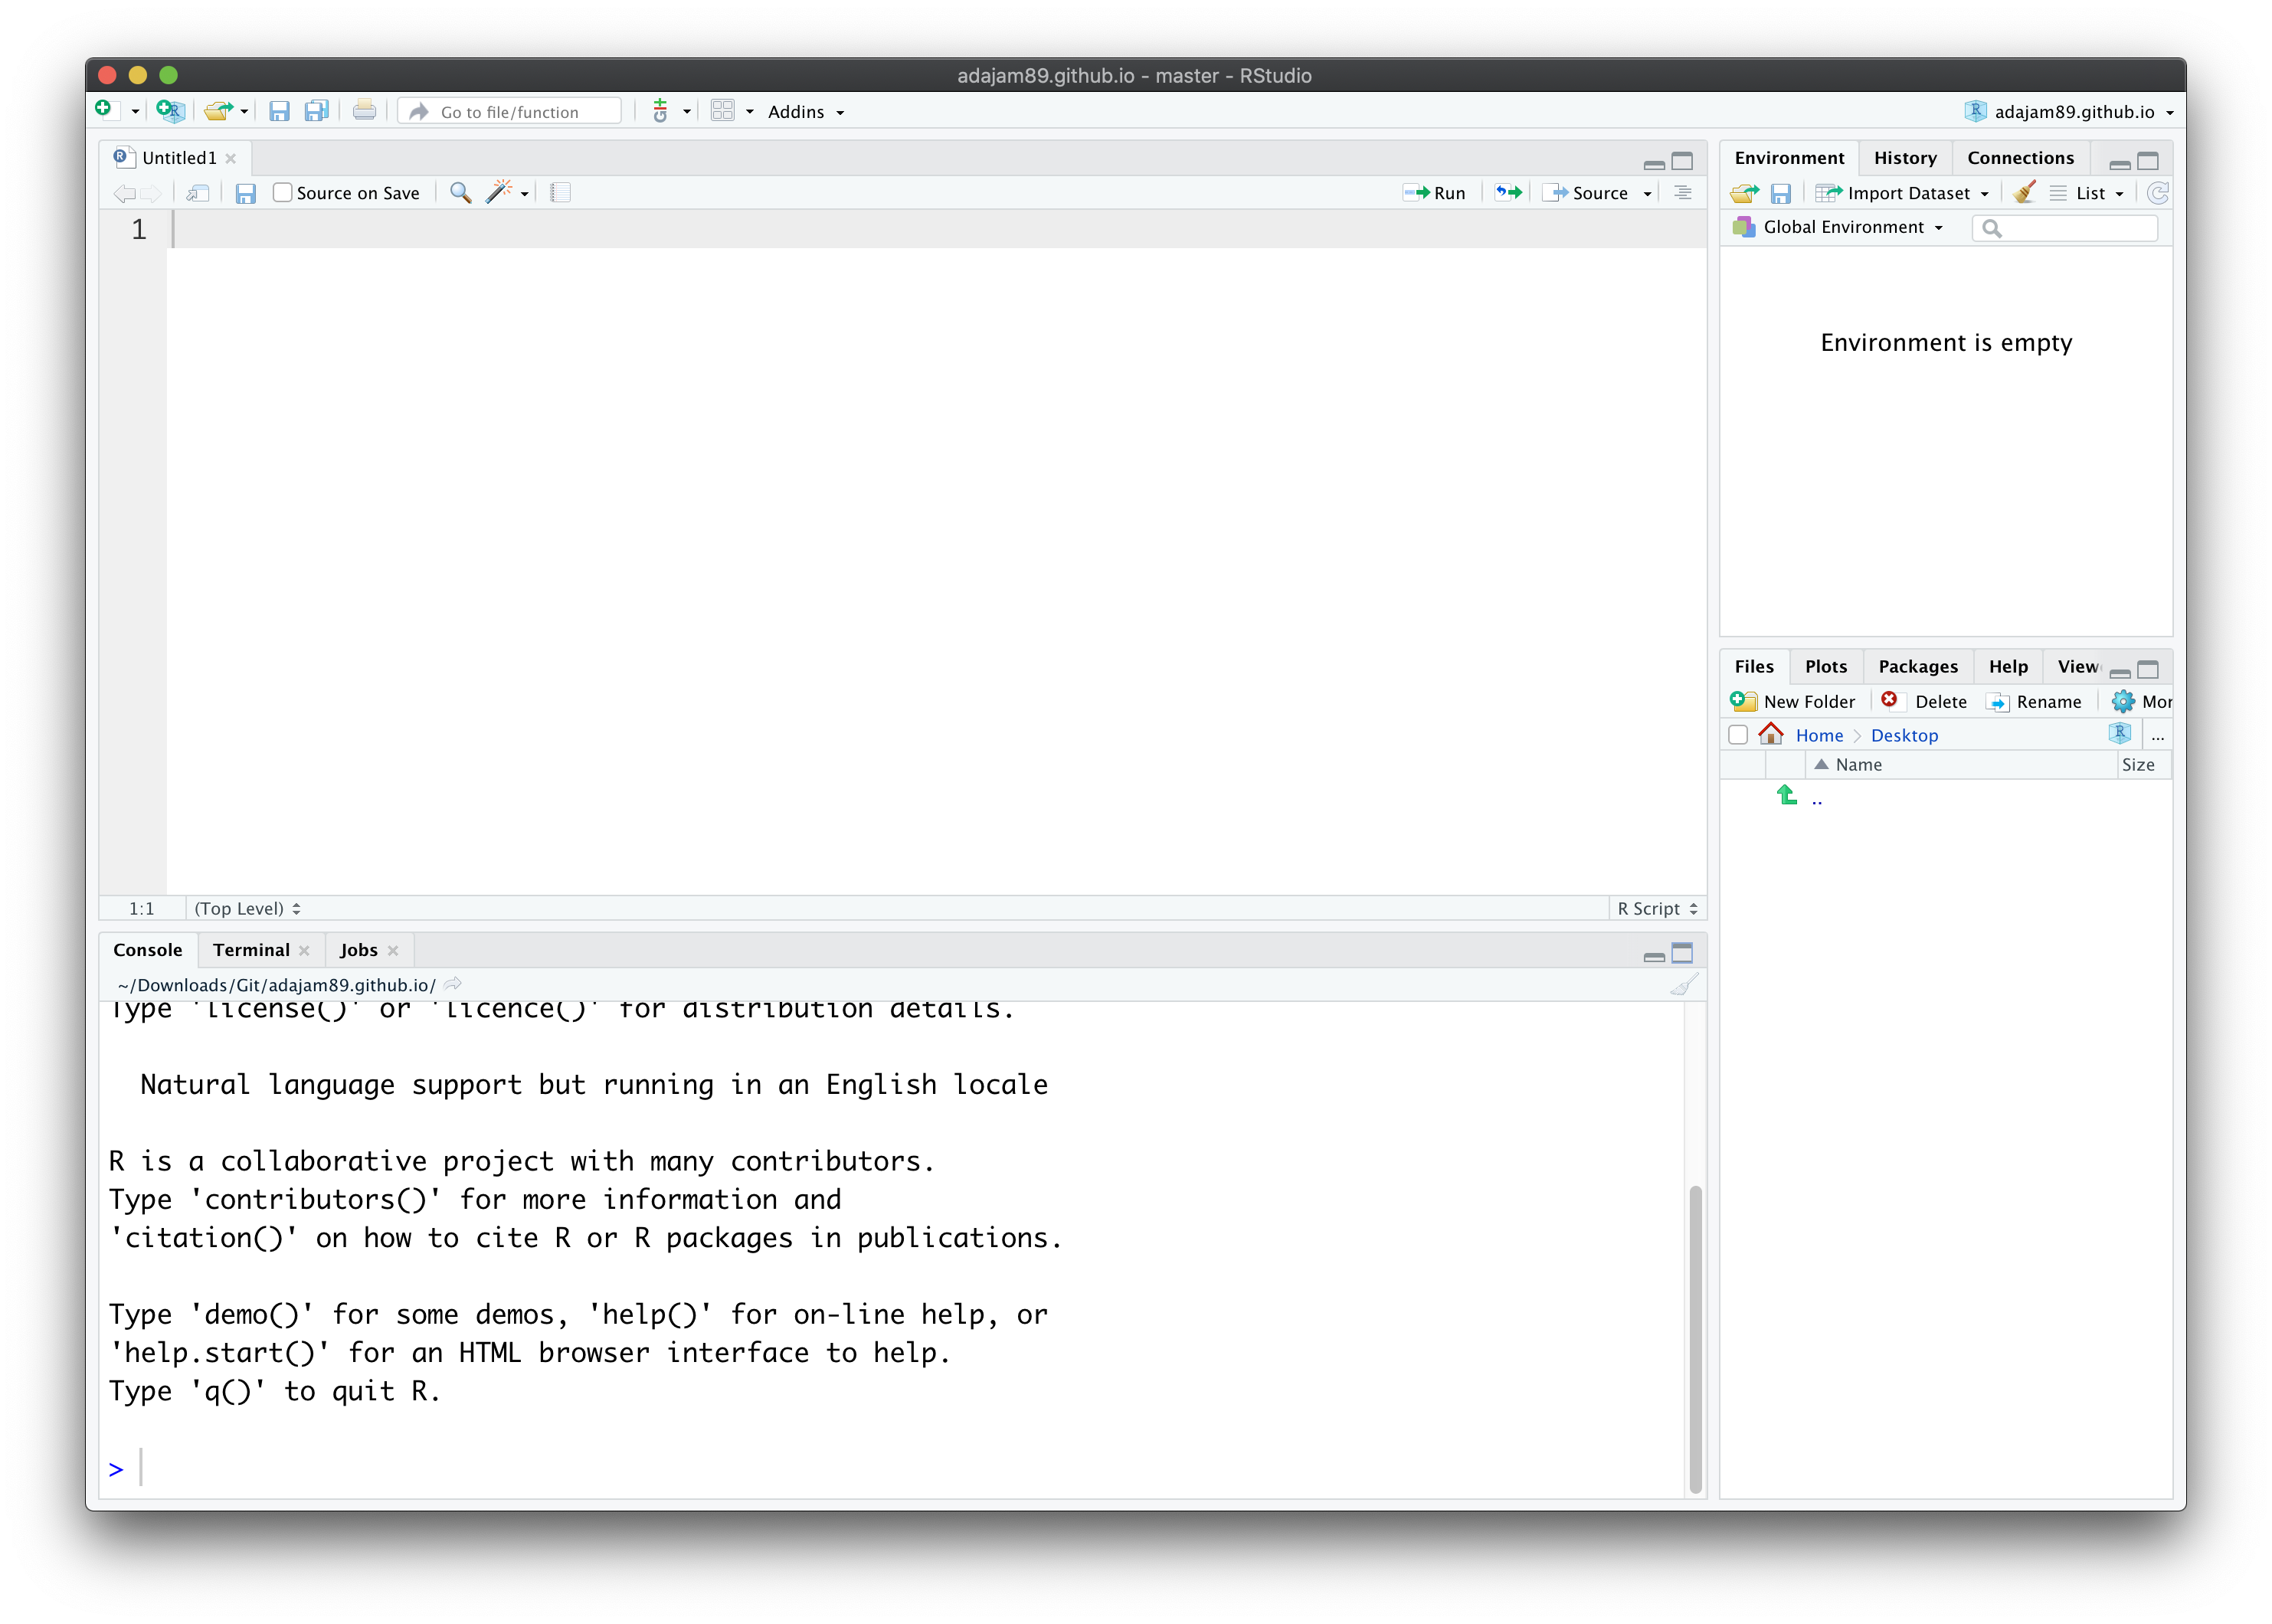 adajam89.github.io - master - RStudio
Go to file/function
Addins
adajam89.github.io
Untitled1
Source on Save
Run
Source
1
1:1
(Top Level)
R Script
Console
Terminal
Jobs
~/Downloads/Git/adajam89.github.io/
Type 'license()' or 'licence()' for distribution details.
Natural language support but running in an English locale
R is a collaborative project with many contributors.
Type 'contributors()' for more information and
'citation()' on how to cite R or R packages in publications.
Type 'demo()' for some demos, 'help()' for on-line help, or
'help.start()' for an HTML browser interface to help.
Type 'q()' to quit R.
>
Environment
History
Connections
Import Dataset
List
Global Environment
Environment is empty
Files
Plots
Packages
Help
View
New Folder
Delete
Rename
Mor
Home
Desktop
...
Name
Size
..